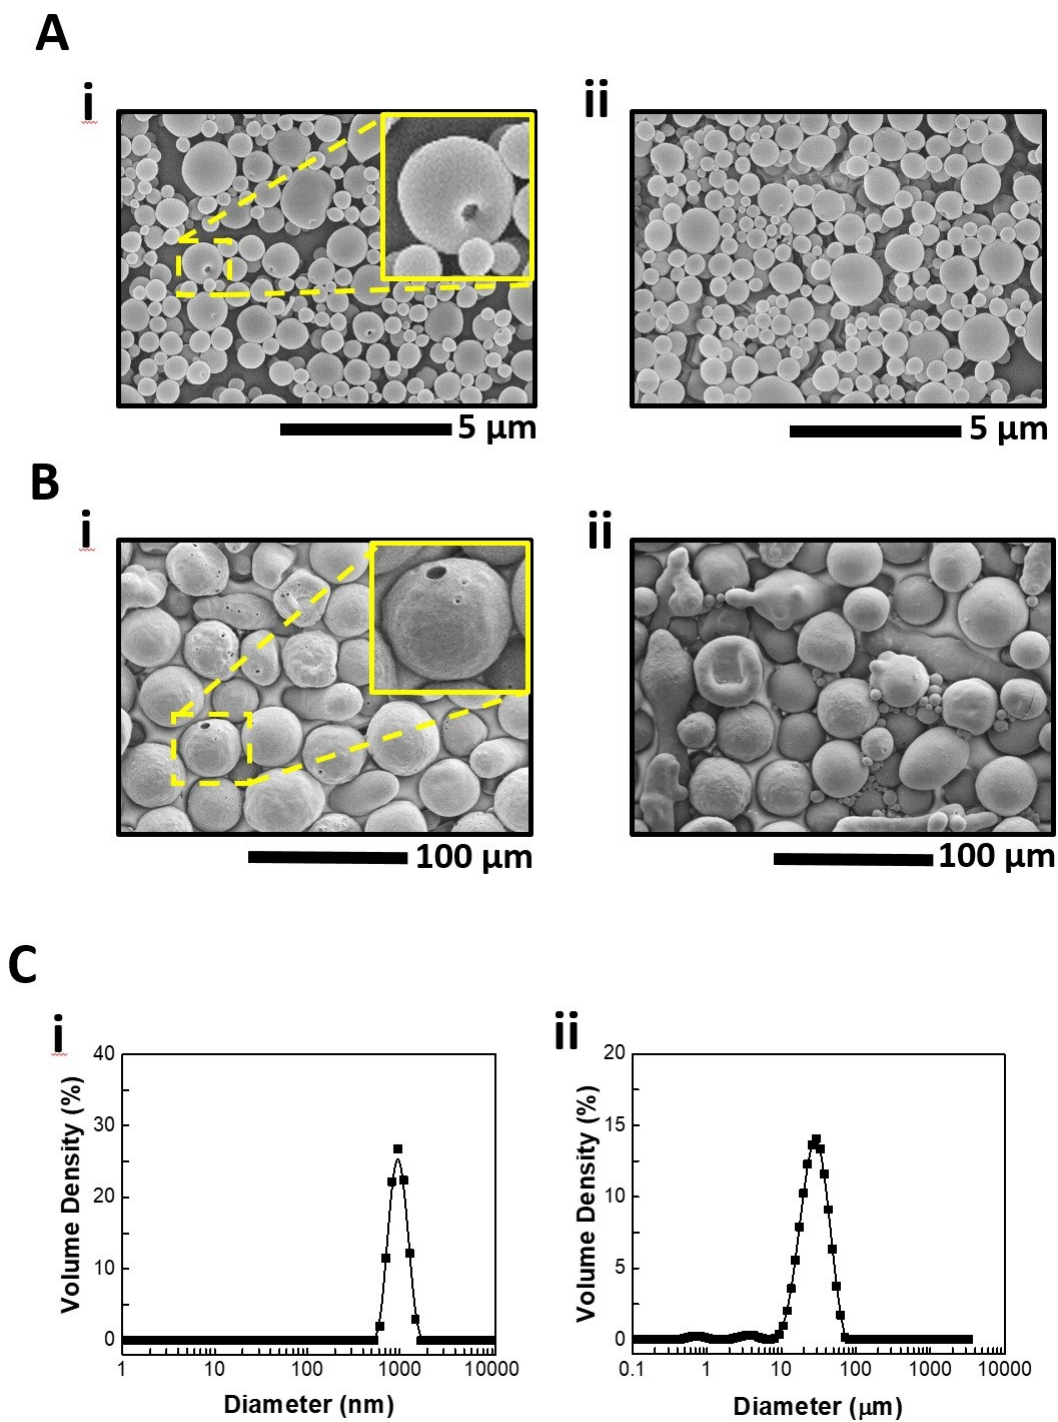 A
i
ii
5 µm
5 µm
B
i
ii
100 µm
100 µm
C
i
ii
40
30
20
10
0
Volume Density (%)
1
10
100
1000
10000
Diameter (nm)
20
15
10
5
0
Volume Density (%)
0.1
1
10
100
1000
10000
Diameter (µm)